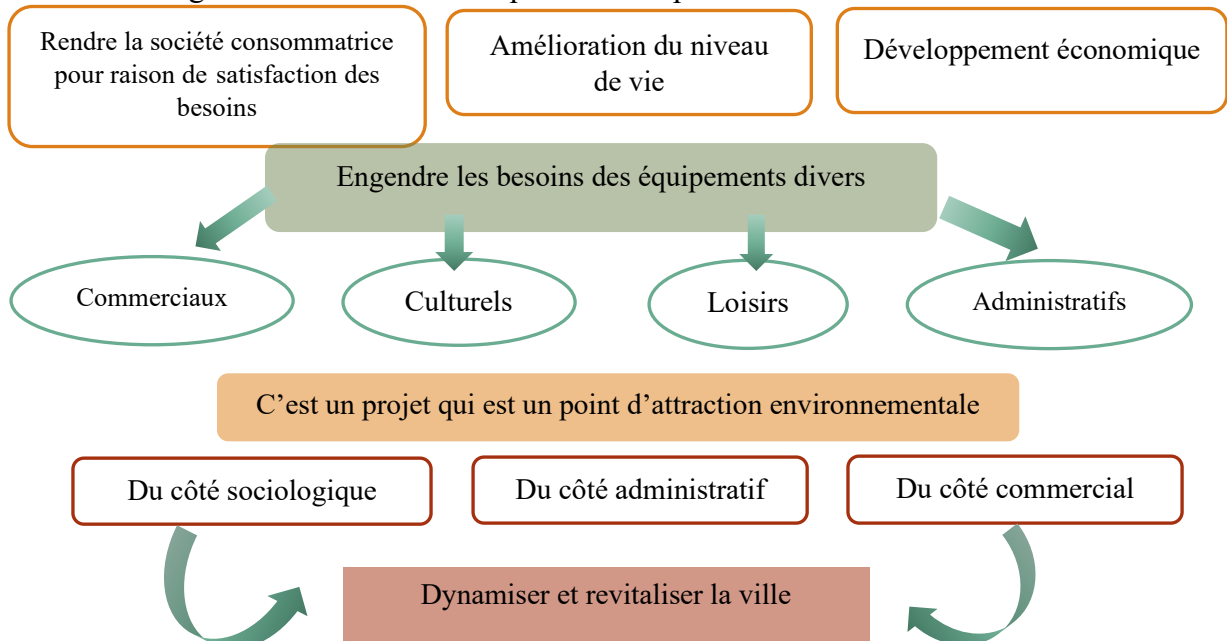 Rendre la société consommatrice
pour raison de satisfaction des
besoins
Amélioration du niveau
de vie
Développement économique
Engendre les besoins des équipements divers
Commerciaux
Culturels
Loisirs
Administratifs
C’est un projet qui est un point d’attraction environnementale
Du côté sociologique
Du côté administratif
Du côté commercial
Dynamiser et revitaliser la ville